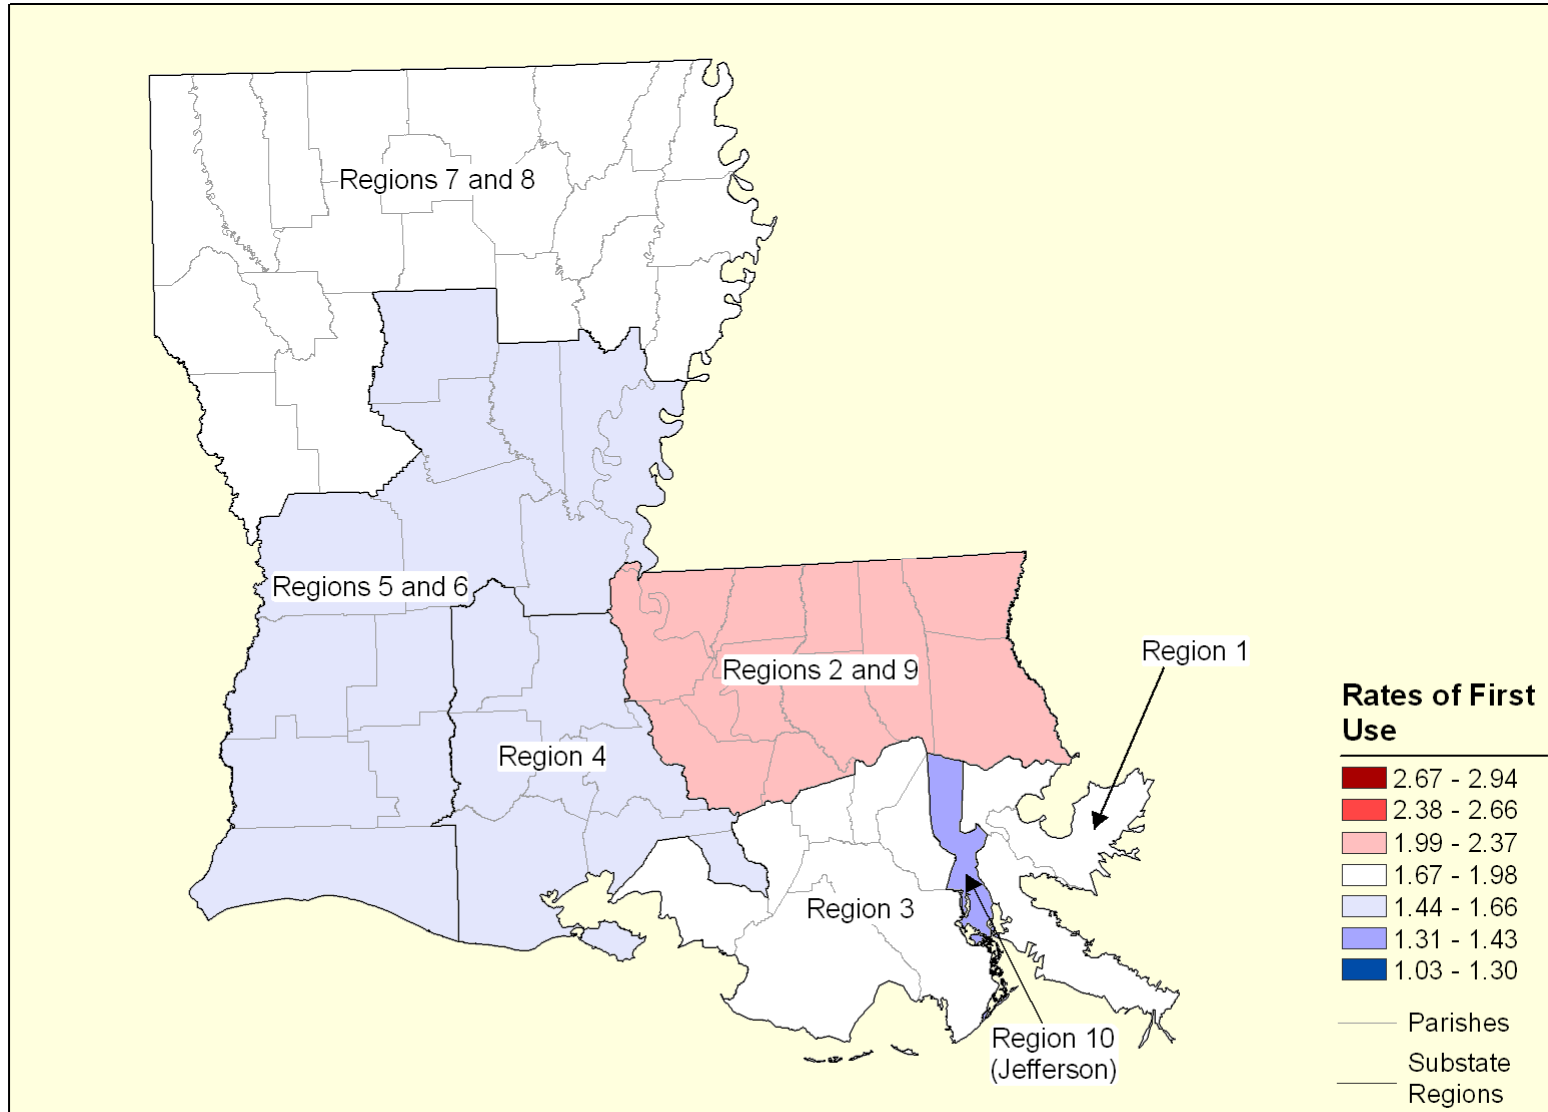 Regions 7 and 8
Regions 5 and 6
Regions 2 and 9
Region 1
Region 4
Region 3
Region 10
(Jefferson)
Rates of First
Use
2.67 - 2.94
2.38 - 2.66
1.99 - 2.37
1.67 - 1.98
1.44 - 1.66
1.31 - 1.43
1.03 - 1.30
Parishes
Substate
Regions